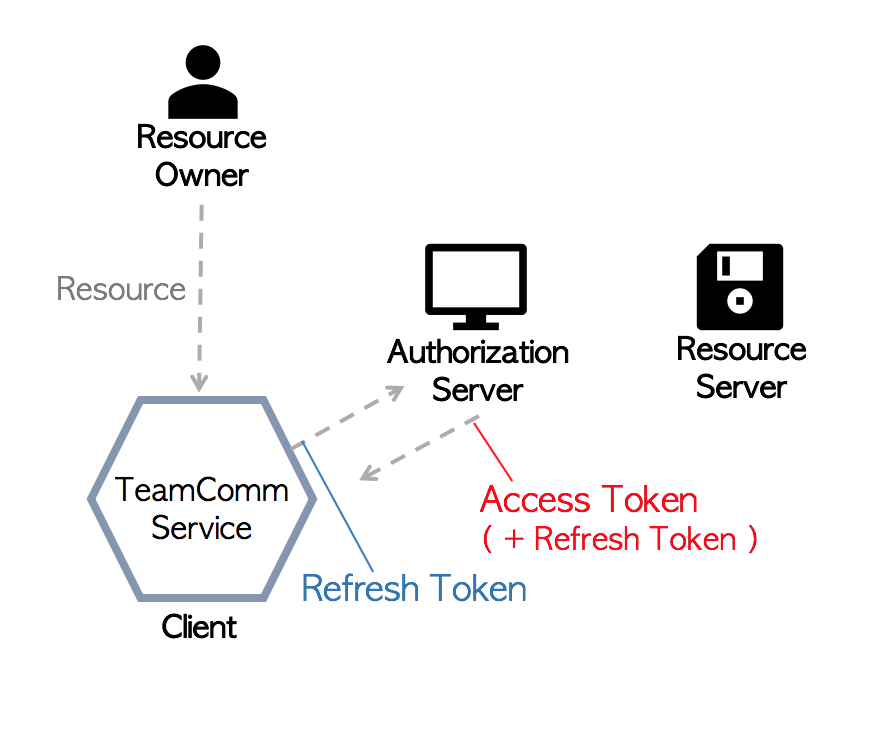 Resource
Owner
Resource
Authorization
Server
Resource
Server
TeamComm
Service
Access Token
( + Refresh Token )
Refresh Token
Client